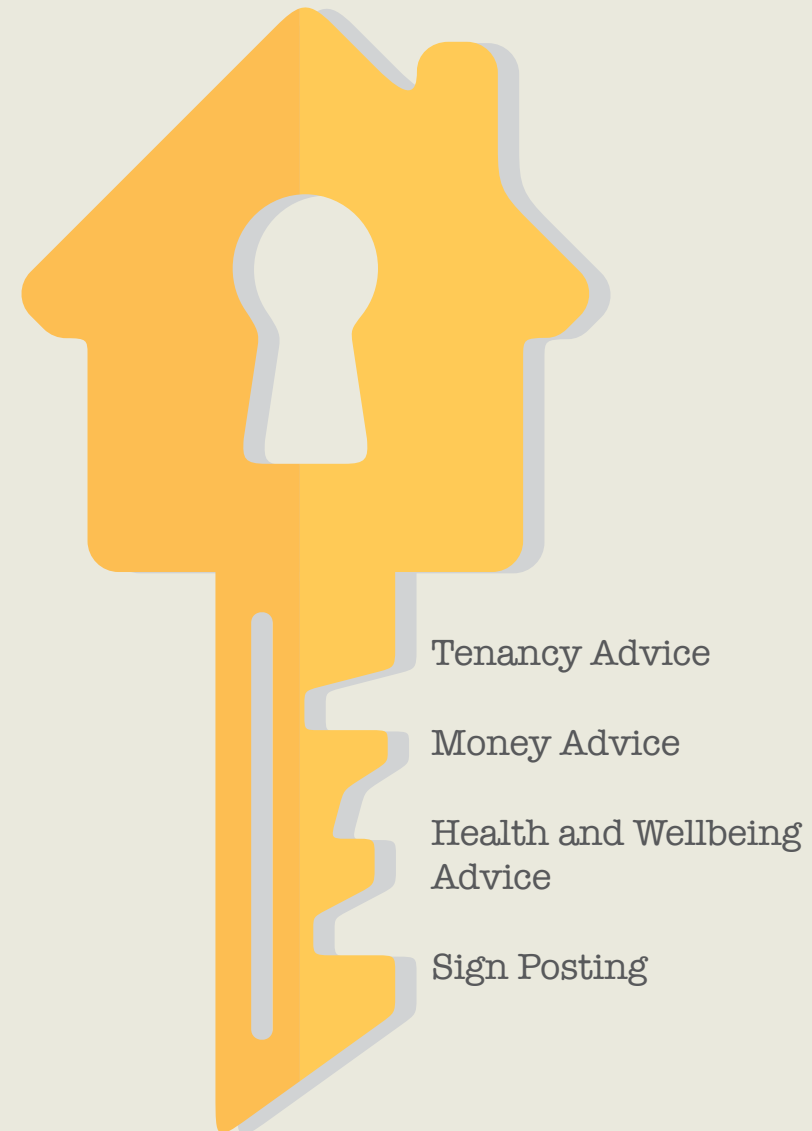 Tenancy Advice
Money Advice
Health and Wellbeing
Advice
Sign Posting